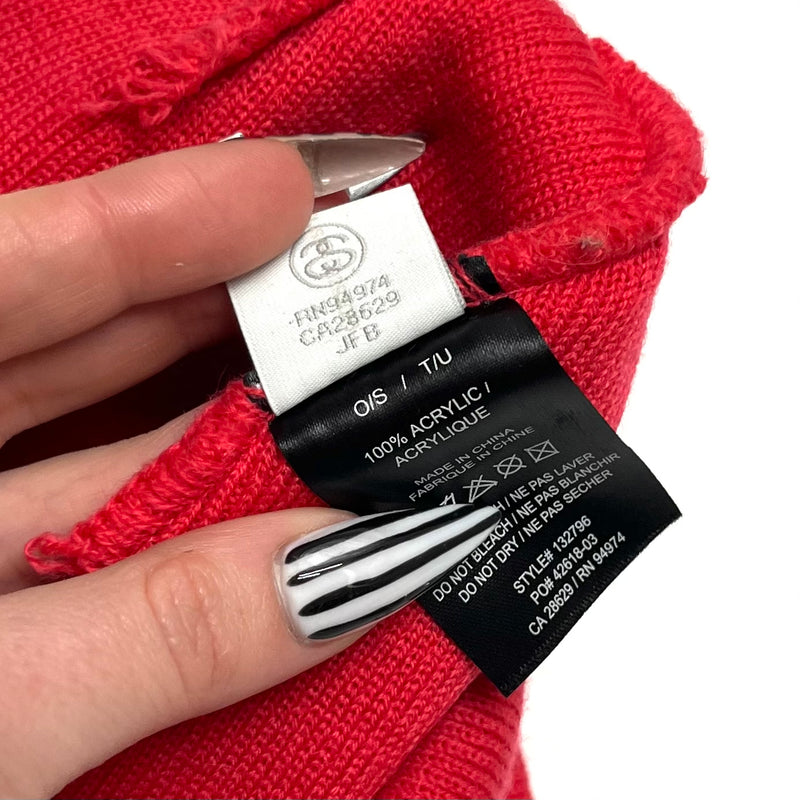 RN94974
CA28629
JFB
O/S / T/U
100% ACRYLIC /
ACRYLIQUE
MADE IN CHINA
FABRIQUE EN CHINE
/ NE PAS LAVER
DO NOT BLEACH / NE PAS BLANCHIR
DO NOT DRY / NE PAS SECHER
STYLE# 132796
PO# 42618-03
CA 28629 / RN 94974